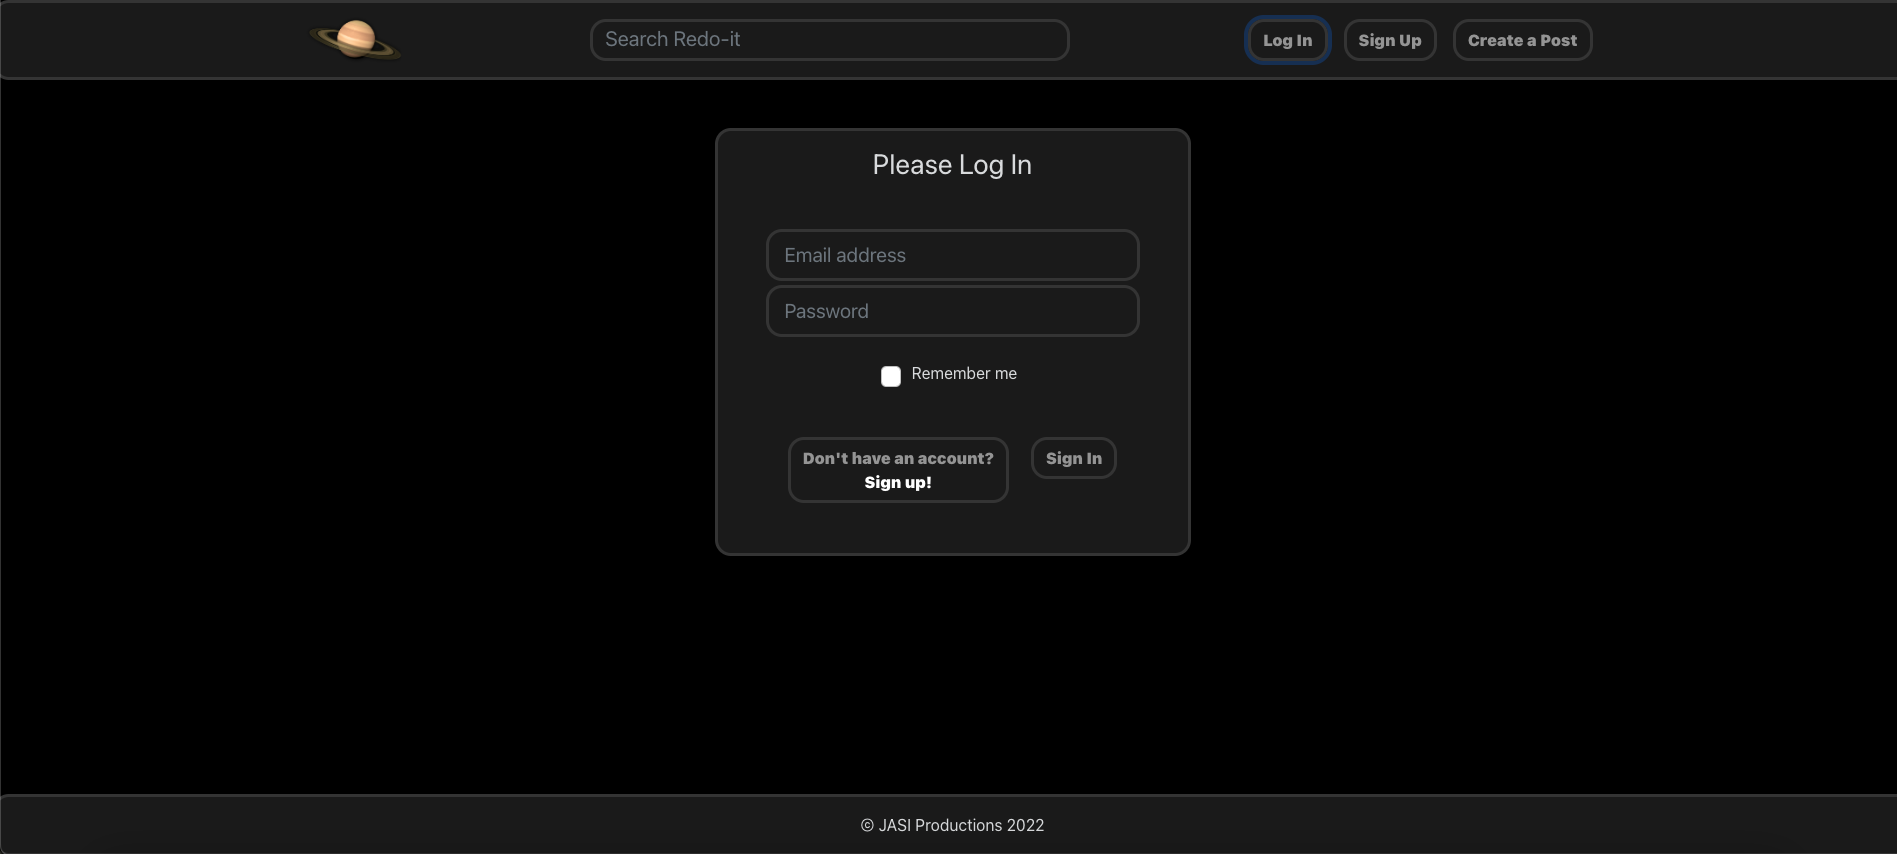 Search Redo-it
Log In
Sign Up
Create a Post
Please Log In
Email address
Password
Remember me
Don't have an account?
Sign up!
Sign In
© JASI Productions 2022